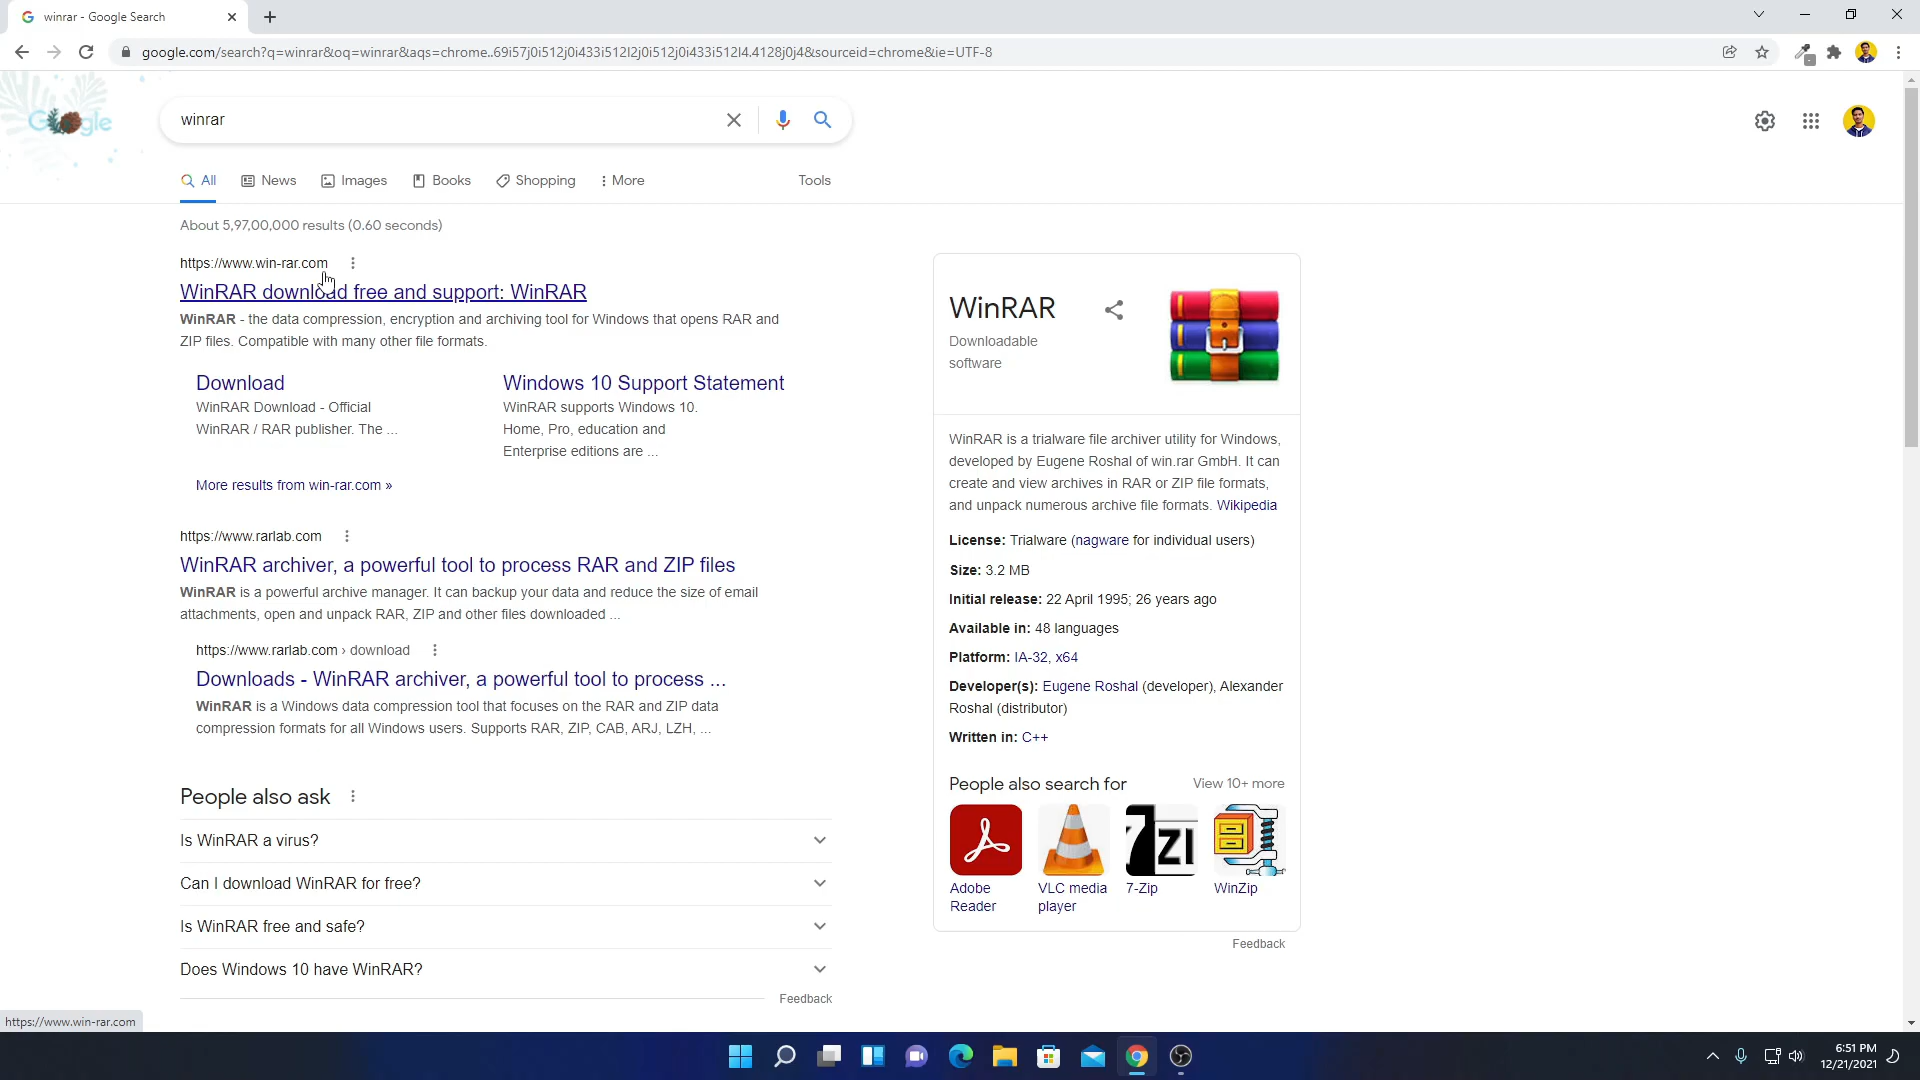 winrar - Google Search
google.com/search?q=winrar&oq=winrar&aqs=chrome..69i57j0i512j0i433i512l2j0i512j0i433i512l4.4128j0j4&sourceid=chrome&ie=UTF-8
Google
winrar
All
News
Images
Books
Shopping
More
Tools
About 5,97,00,000 results (0.60 seconds)
https://www.win-rar.com
WinRAR download free and support: WinRAR
WinRAR - the data compression, encryption and archiving tool for Windows that opens RAR and
ZIP files. Compatible with many other file formats.
Download
WinRAR Download - Official
WinRAR / RAR publisher. The ...
Windows 10 Support Statement
WinRAR supports Windows 10.
Home, Pro, education and
Enterprise editions are ...
More results from win-rar.com »
https://www.rarlab.com
WinRAR archiver, a powerful tool to process RAR and ZIP files
WinRAR is a powerful archive manager. It can backup your data and reduce the size of email
attachments, open and unpack RAR, ZIP and other files downloaded ...
https://www.rarlab.com › download
Downloads - WinRAR archiver, a powerful tool to process ...
WinRAR is a Windows data compression tool that focuses on the RAR and ZIP data
compression formats for all Windows users. Supports RAR, ZIP, CAB, ARJ, LZH, ...
People also ask
Is WinRAR a virus?
Can I download WinRAR for free?
Is WinRAR free and safe?
Does Windows 10 have WinRAR?
Feedback
WinRAR
Downloadable
software
WinRAR is a trialware file archiver utility for Windows,
developed by Eugene Roshal of win.rar GmbH. It can
create and view archives in RAR or ZIP file formats,
and unpack numerous archive file formats. Wikipedia
License: Trialware (nagware for individual users)
Size: 3.2 MB
Initial release: 22 April 1995; 26 years ago
Available in: 48 languages
Platform: IA-32, x64
Developer(s): Eugene Roshal (developer), Alexander
Roshal (distributor)
Written in: C++
People also search for
View 10+ more
7ZI
Adobe
Reader
VLC media
player
7-Zip
WinZip
Feedback
https://www.win-rar.com
6:51 PM
12/21/2021